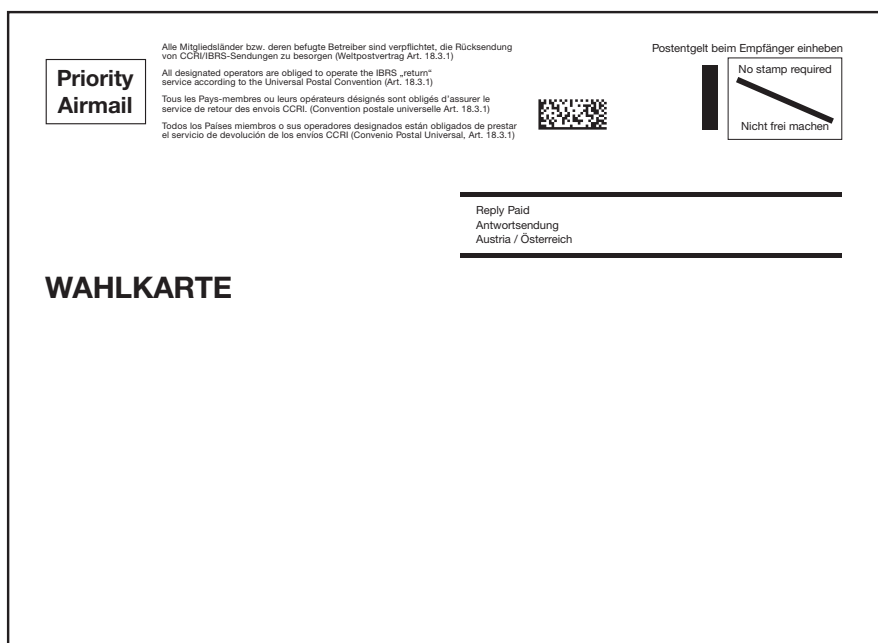 Priority
Airmail
Alle Mitgliedsländer bzw. deren befugte Betreiber sind verpflichtet, die Rücksendung
von CCRI/IBRS-Sendungen zu besorgen (Weltpostvertrag Art. 18.3.1)
All designated operators are obliged to operate the IBRS „return“
service according to the Universal Postal Convention (Art. 18.3.1)
Tous les Pays-membres ou leurs opérateurs désignés sont obligés d’assurer le
service de retour des envois CCRI. (Convention postale universelle Art. 18.3.1)
Todos los Países miembros o sus operadores designados están obligados de prestar
el servicio de devolución de los envíos CCRI (Convenio Postal Universal, Art. 18.3.1)
Postentgelt beim Empfänger einheben
No stamp required
Nicht frei machen
Reply Paid
Antwortsendung
Austria / Österreich
WAHLKARTE